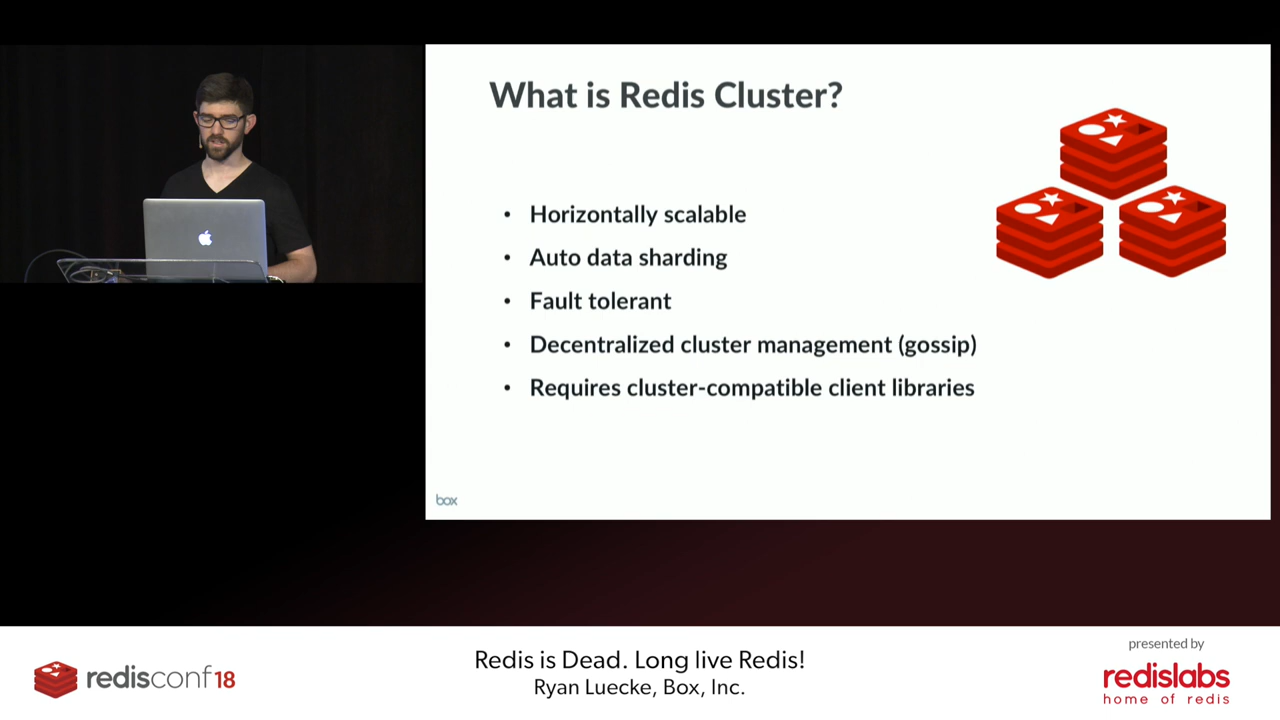 What is Redis Cluster?
• Horizontally scalable
• Auto data sharding
• Fault tolerant
• Decentralized cluster management (gossip)
• Requires cluster-compatible client libraries
box
redisconf18
Redis is Dead. Long live Redis!
Ryan Luecke, Box, Inc.
presented by
redislabs
home of redis